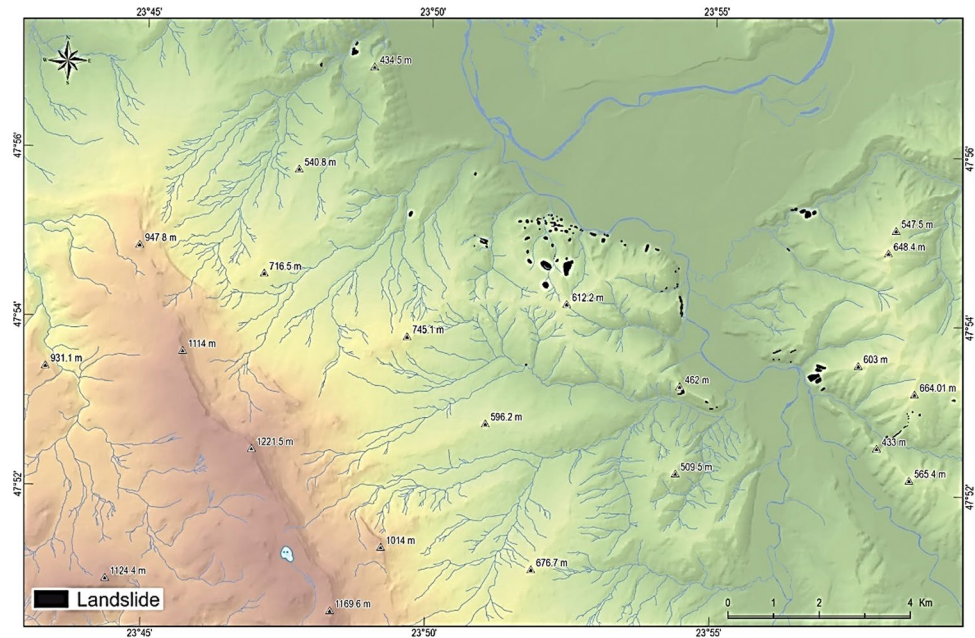 23°45' 23°50' 23°55'
N
434.5 m
47°56' 47°56'
540.8 m
547.5 m
947.8 m
648.4 m
716.5 m
612.2 m
47°54' 47°54'
745.1 m
1114 m
931.1 m
603 m
462 m
664.01 m
596.2 m
1221.5 m
433 m
509.5 m
565.4 m
47°52' 47°52'
1014 m
676.7 m
1124.4 m
Landslide
1169.6 m
0 1 2 4 Km
23°45' 23°50' 23°55'